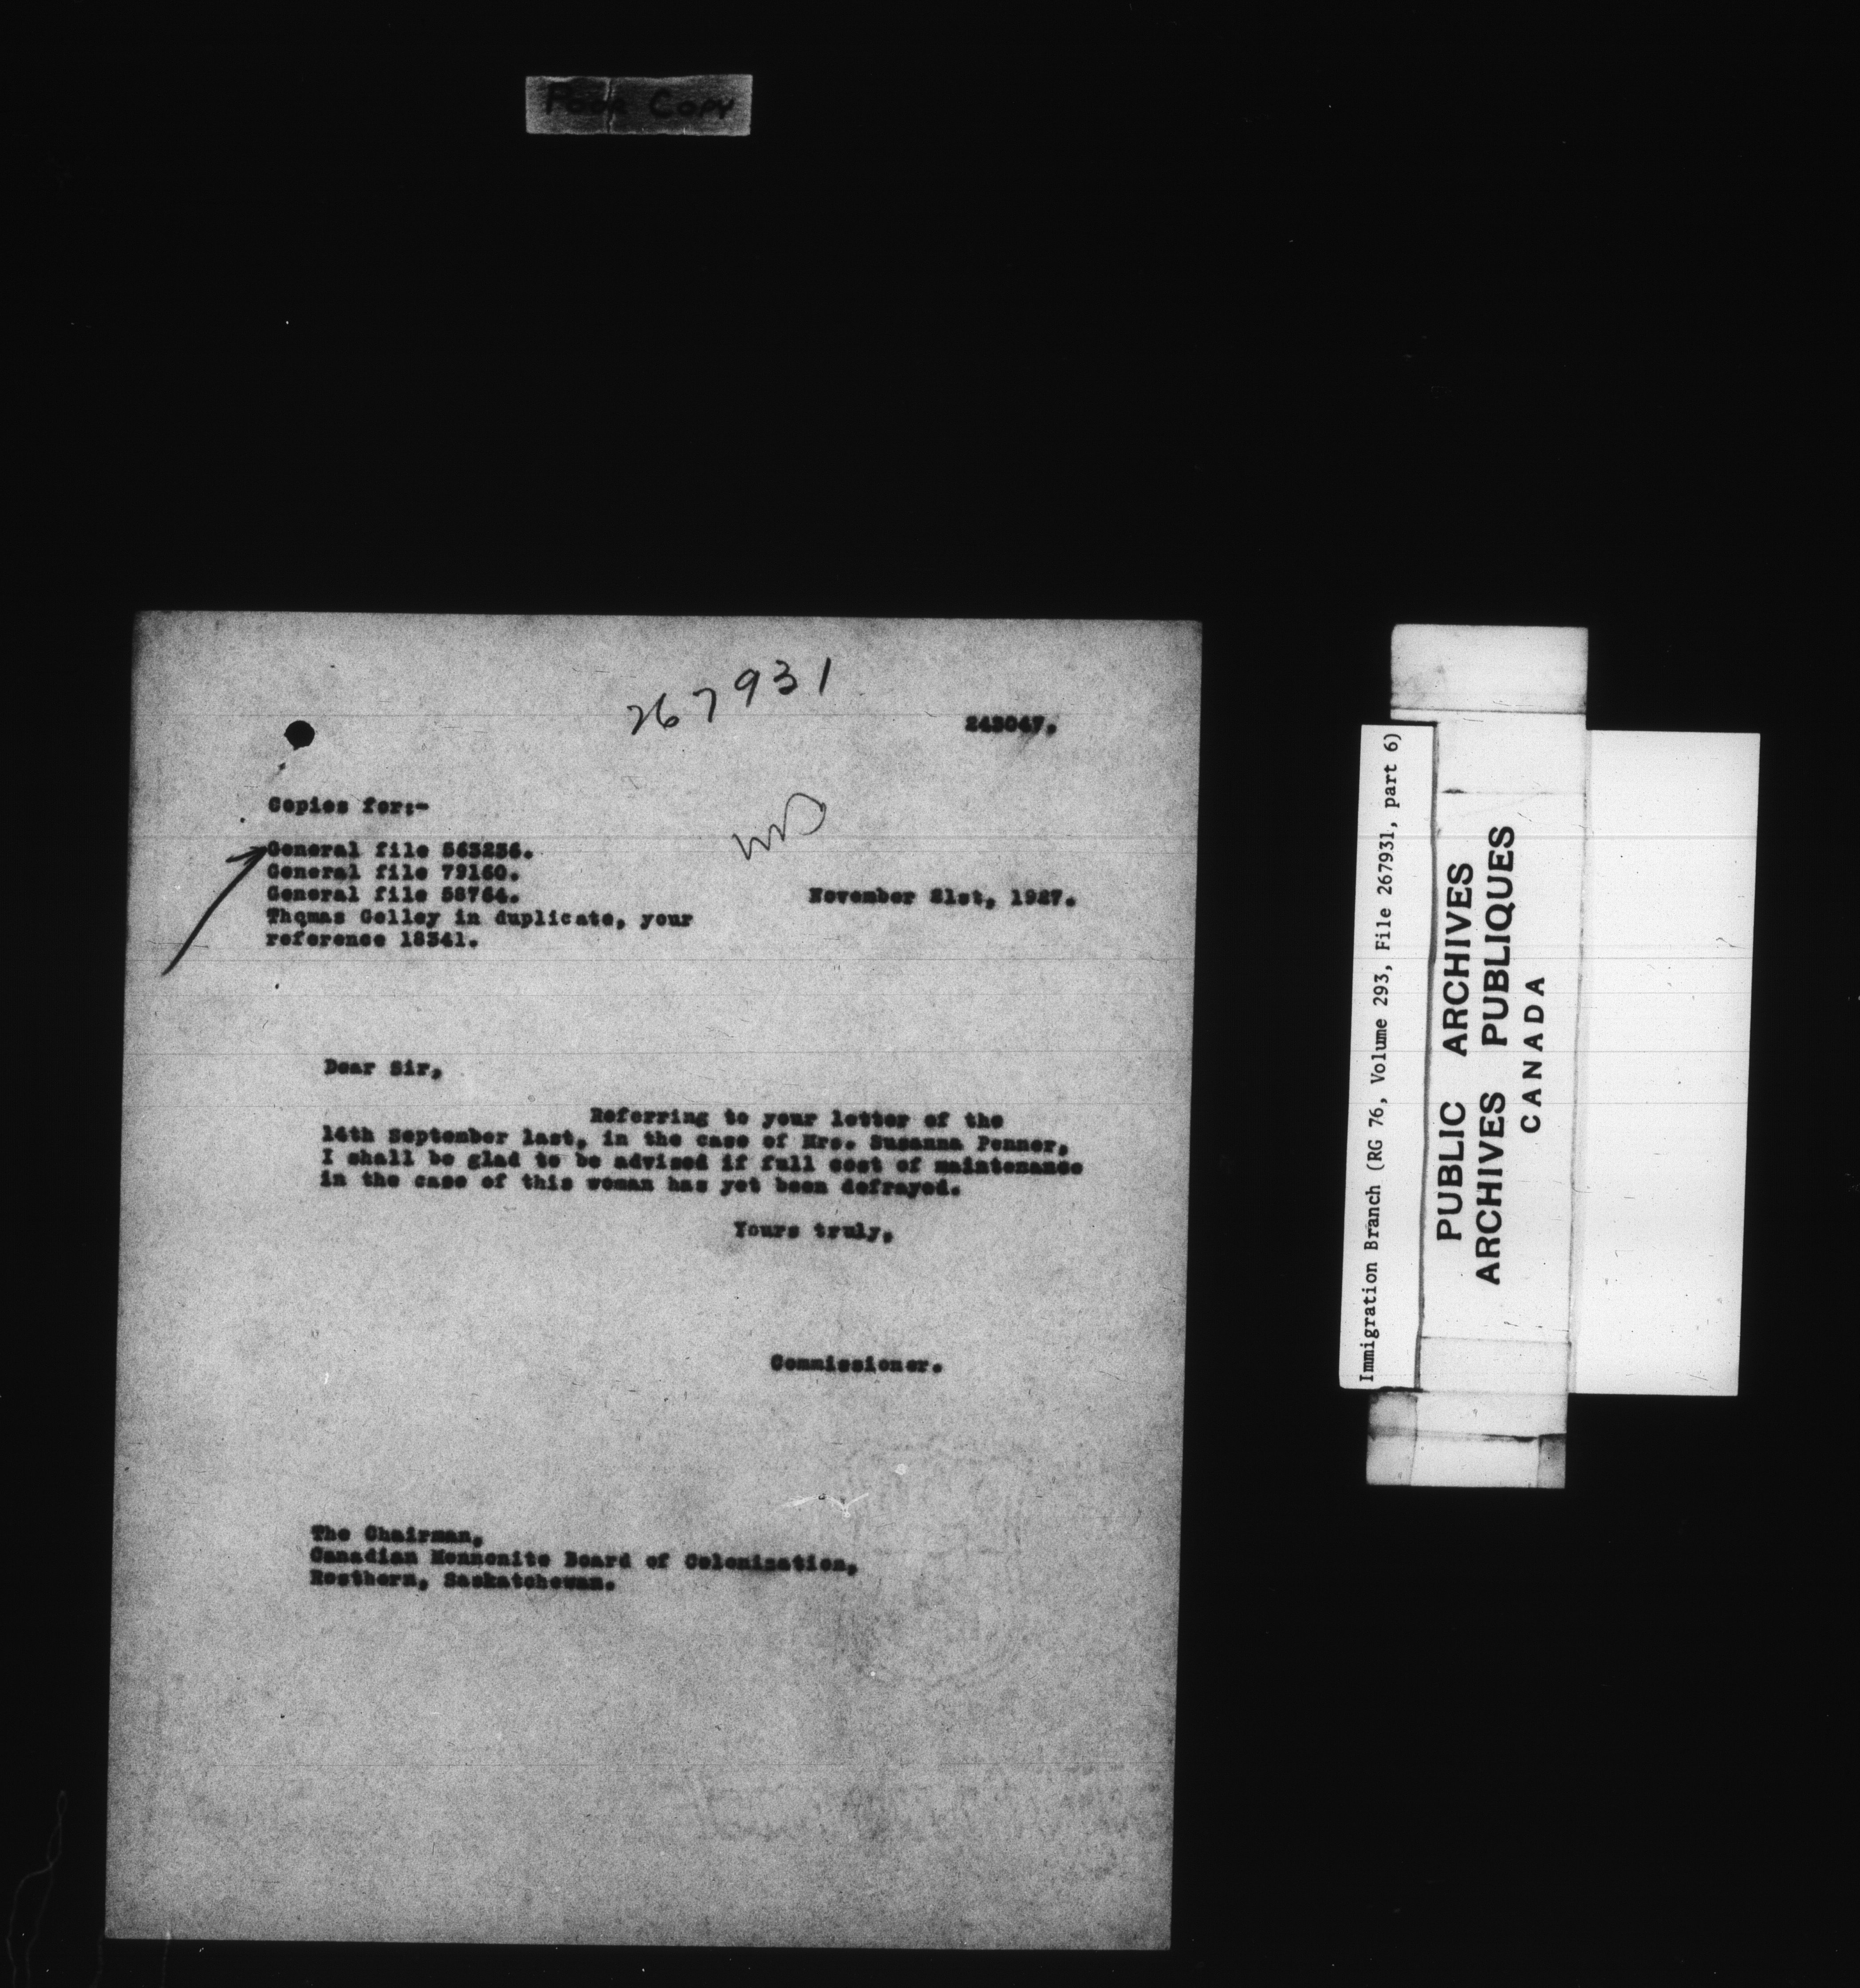 Poor Copy
267931
243047.
Copies for;-
General file 563236.
General file 79160.
General file 58764.
Thomas Gelley in duplicate, your
reference 18341.
November 21st, 1927.
Dear Sir,
Referring to your letter of the
14th September last, in the case of Mrs. Susanna Penner,
I shall be glad to be advised if full cost of maintenance
in the case of this woman has yet been defrayed.
Yours truly,
Commissioner.
The Chairman,
Canadian Mennonite Board of Colonization,
Rosthern, Saskatchewan.
Immigration Branch (RG 76, Volume 293, File 267931, part 6)
PUBLIC ARCHIVES
ARCHIVES PUBLIQUES
CANADA